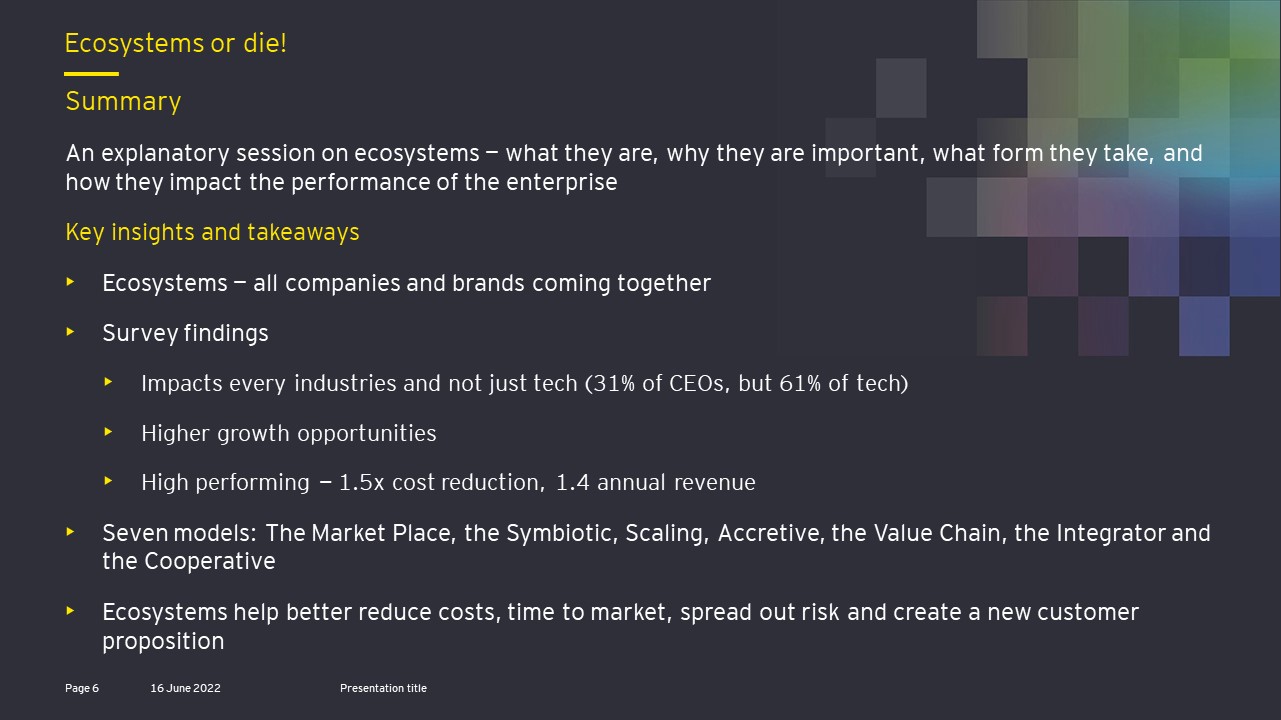 Ecosystems or die!
Summary
An explanatory session on ecosystems – what they are, why they are important, what form they take, and
how they impact the performance of the enterprise
Key insights and takeaways
Ecosystems – all companies and brands coming together
Survey findings
Impacts every industries and not just tech (31% of CEOs, but 61% of tech)
Higher growth opportunities
High performing – 1.5x cost reduction, 1.4 annual revenue
Seven models: The Market Place, the Symbiotic, Scaling, Accretive, the Value Chain, the Integrator and
the Cooperative
Ecosystems help better reduce costs, time to market, spread out risk and create a new customer
proposition
Page 6 16 June 2022 Presentation title